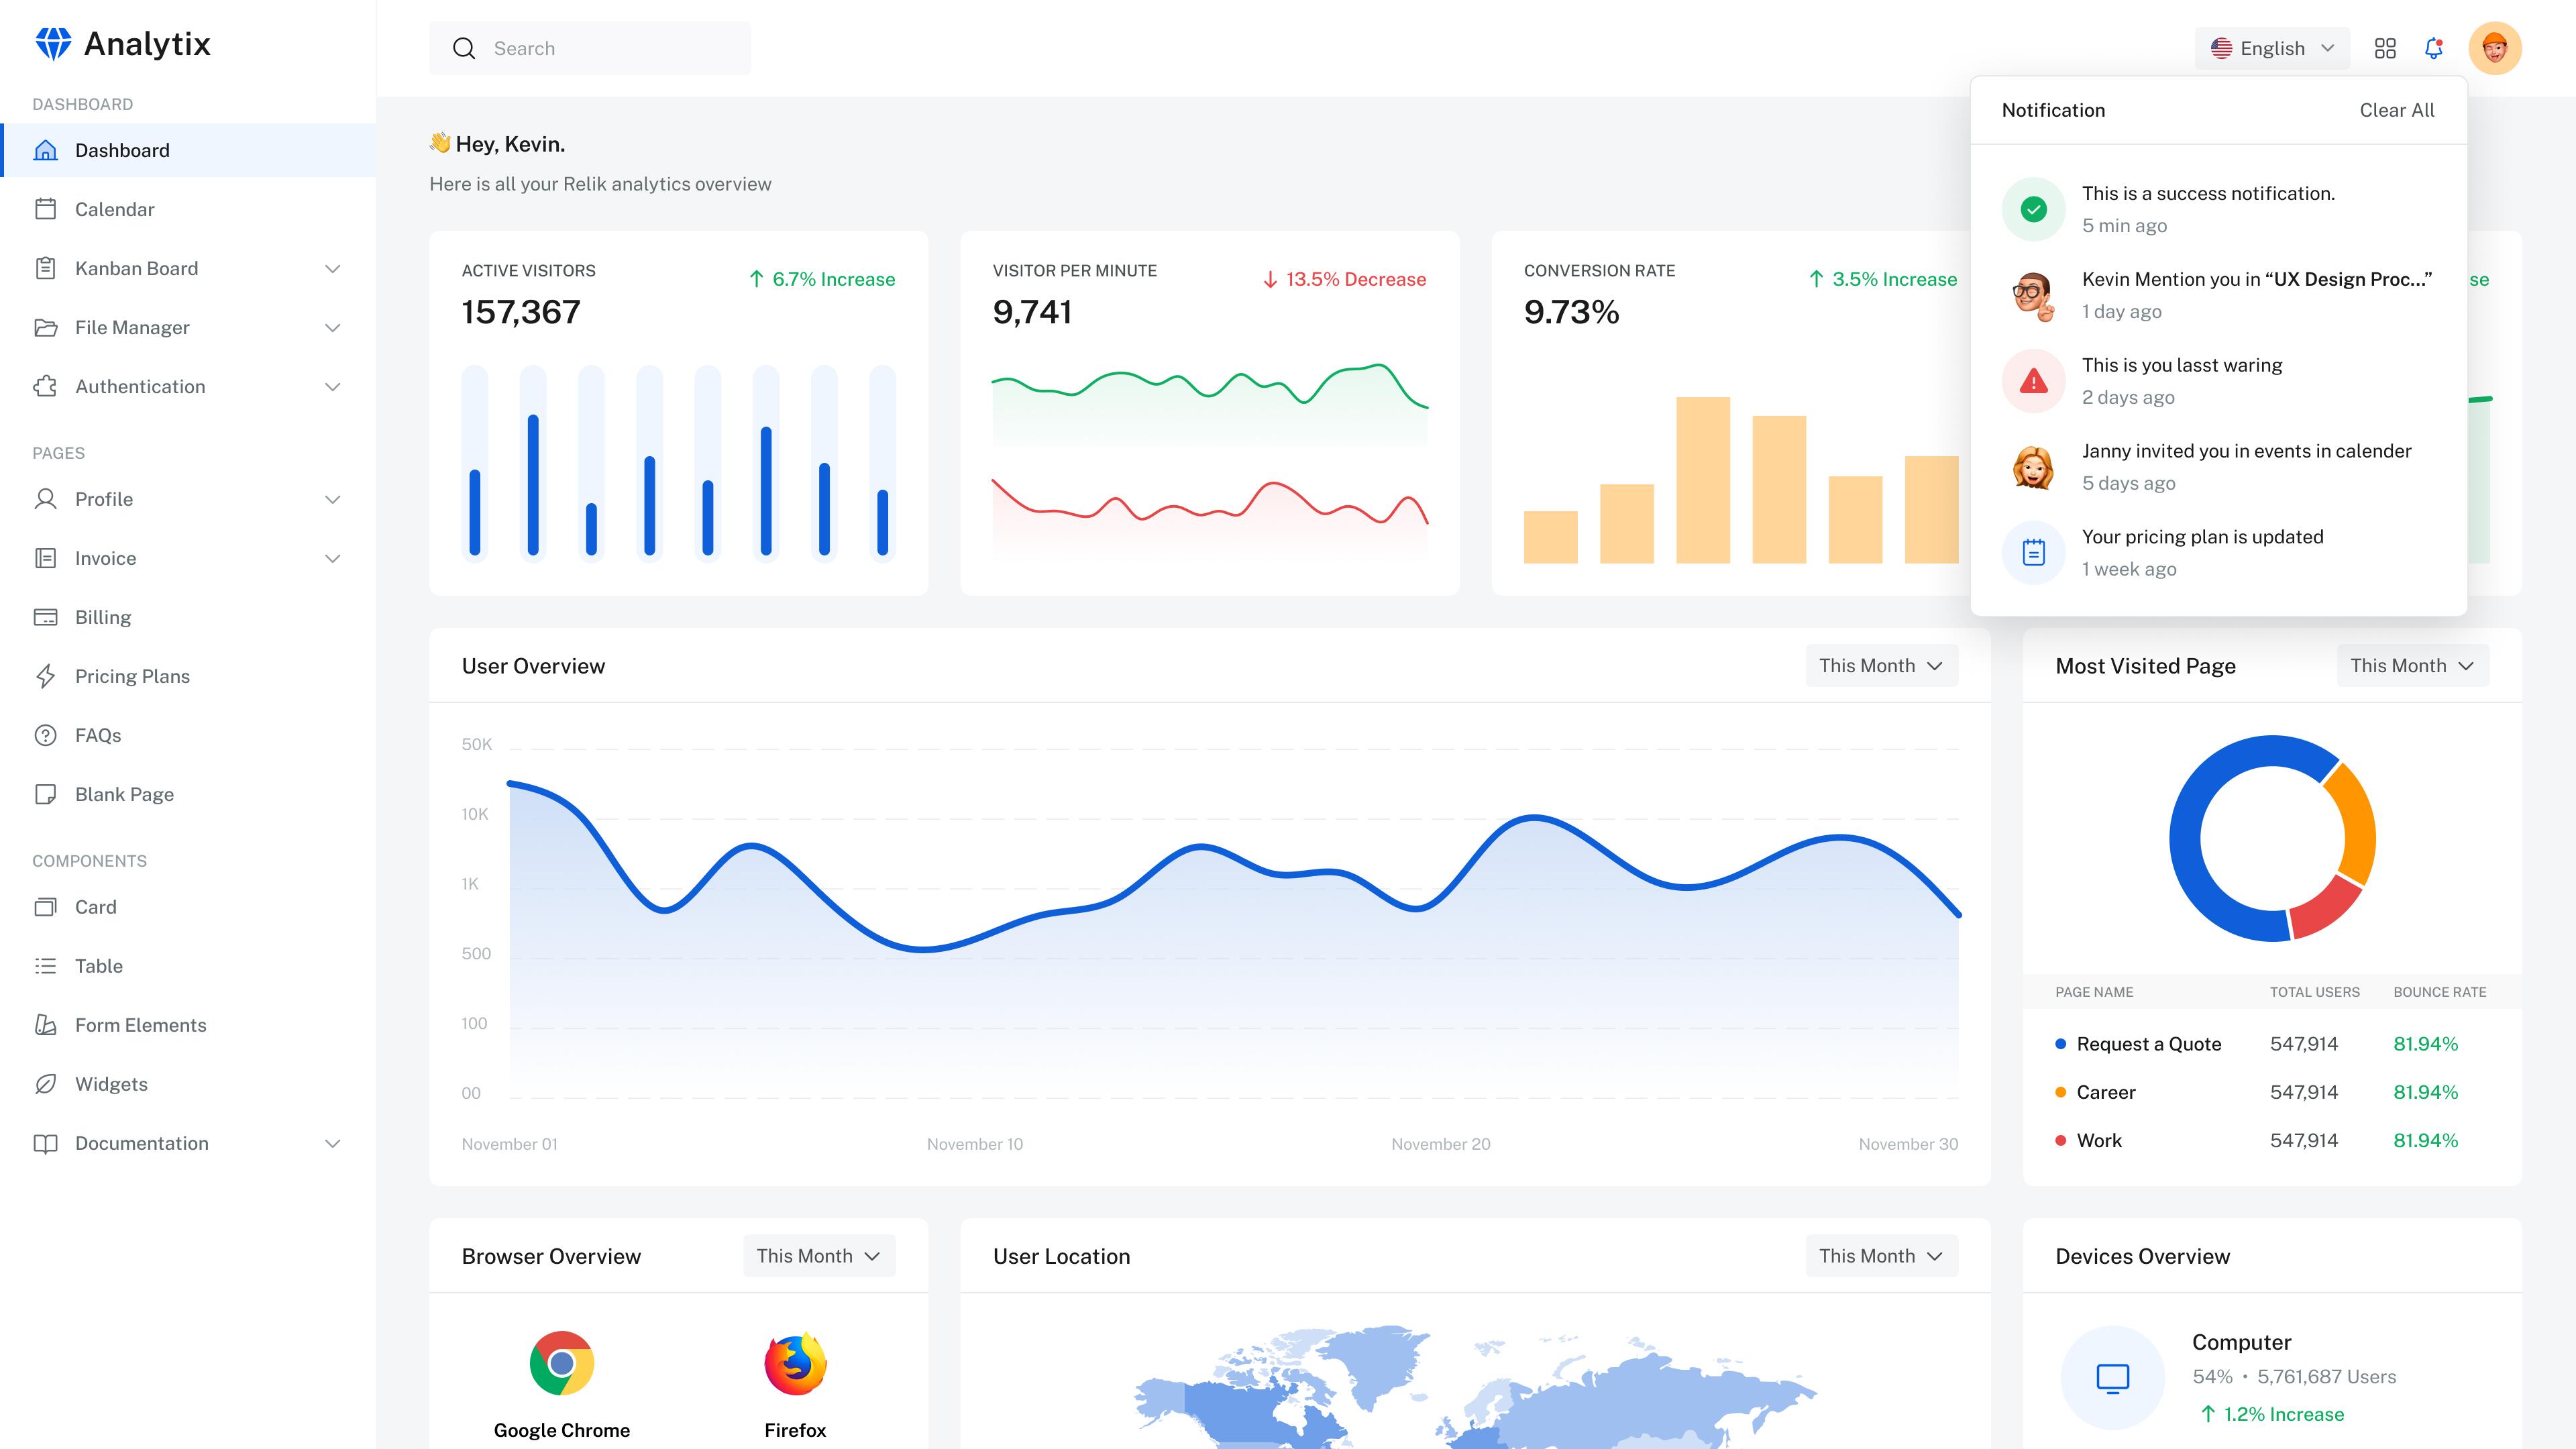 Analytix
Search
English
DASHBOARD
Dashboard
Calendar
Kanban Board
File Manager
Authentication
PAGES
Profile
Invoice
Billing
Pricing Plans
FAQs
Blank Page
COMPONENTS
Card
Table
Form Elements
Widgets
Documentation
Hey, Kevin.
Here is all your Relik analytics overview
ACTIVE VISITORS
157,367
6.7% Increase
VISITOR PER MINUTE
9,741
13.5% Decrease
CONVERSION RATE
9.73%
3.5% Increase
se
Notification
Clear All
This is a success notification.
5 min ago
Kevin Mention you in “UX Design Proc...”
1 day ago
This is you lasst waring
2 days ago
Janny invited you in events in calender
5 days ago
Your pricing plan is updated
1 week ago
User Overview
This Month
50K
10K
1K
500
100
00
November 01
November 10
November 20
November 30
Most Visited Page
This Month
PAGE NAME TOTAL USERS BOUNCE RATE
Request a Quote 547,914 81.94%
Career 547,914 81.94%
Work 547,914 81.94%
Browser Overview
This Month
Google Chrome
Firefox
User Location
This Month
Devices Overview
Computer
54% • 5,761,687 Users
1.2% Increase